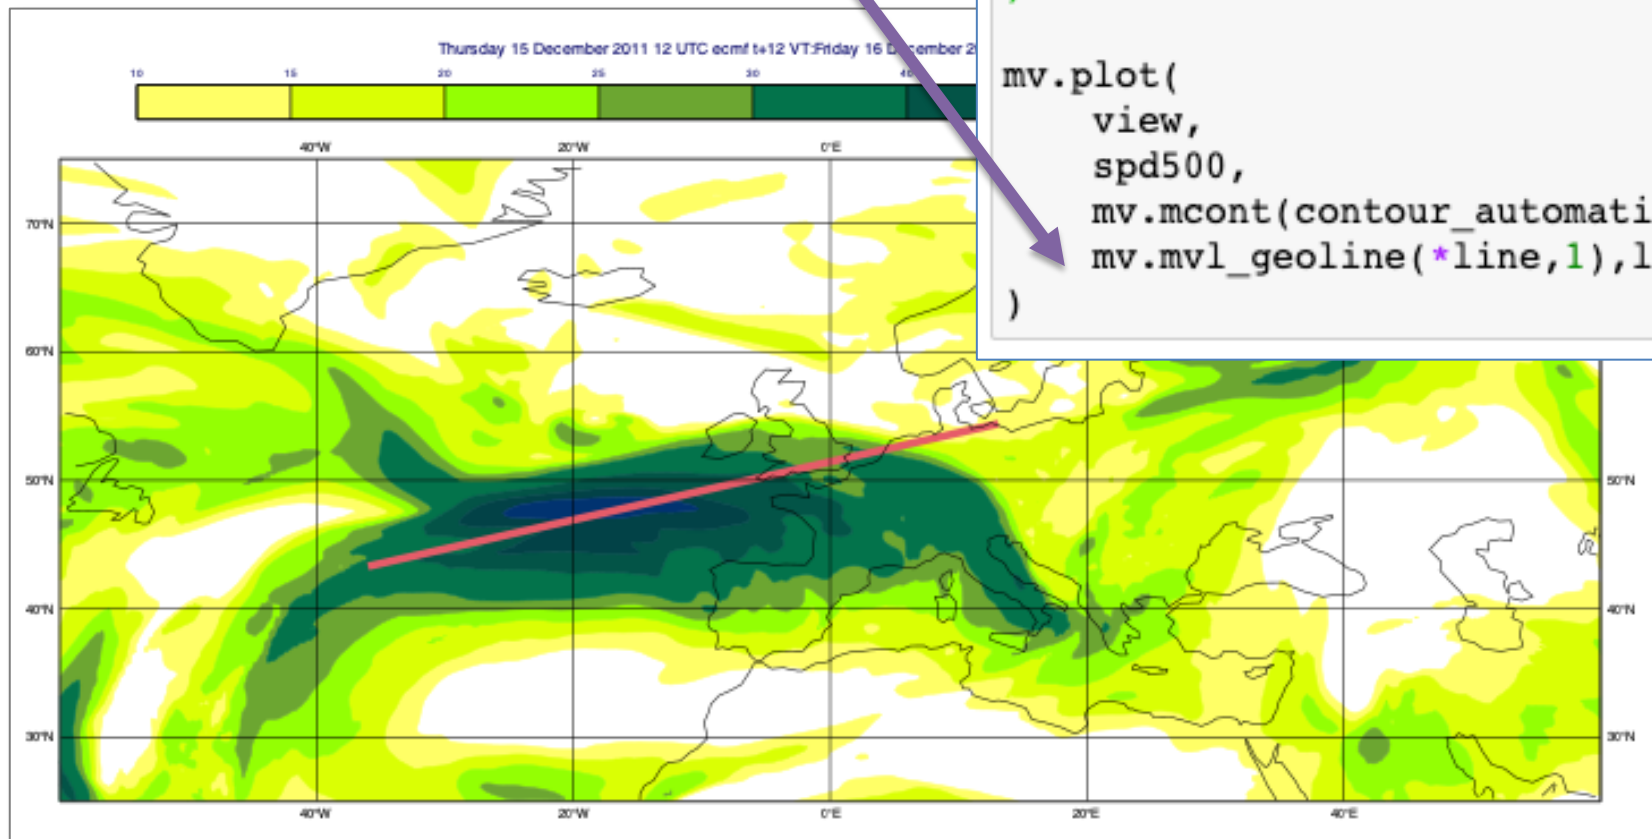 Thursday 15 December 2011 12 UTC ecmf t+12 VT:Friday 16 D cember 2
10 15 20 25 30 40
mv.plot(
view,
spd500,
mv.mcont(contour_automati
mv.mvl_geoline(*line,1),l
)
40°W 20°W 0°E
70°N
60°N
50°N 50°N
40°N 40°N
30°N 30°N
40°W 20°W 0°E 20°E 40°E